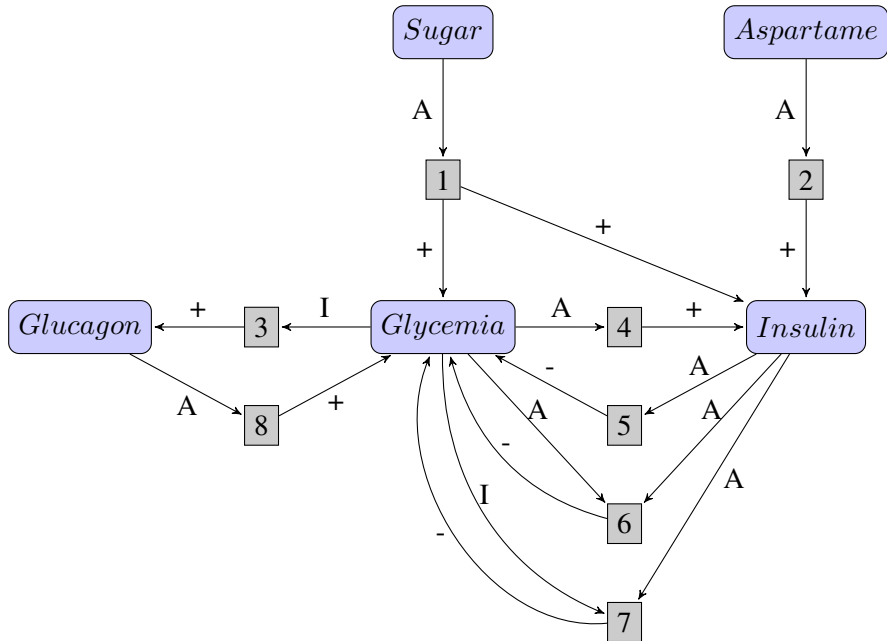 Sugar Aspartame
A A
1 2
+ + +
Glucagon + 3 I Glycemia A 4 + Insulin
A 8 + - 5 A
A - 6 A
I - 7 A